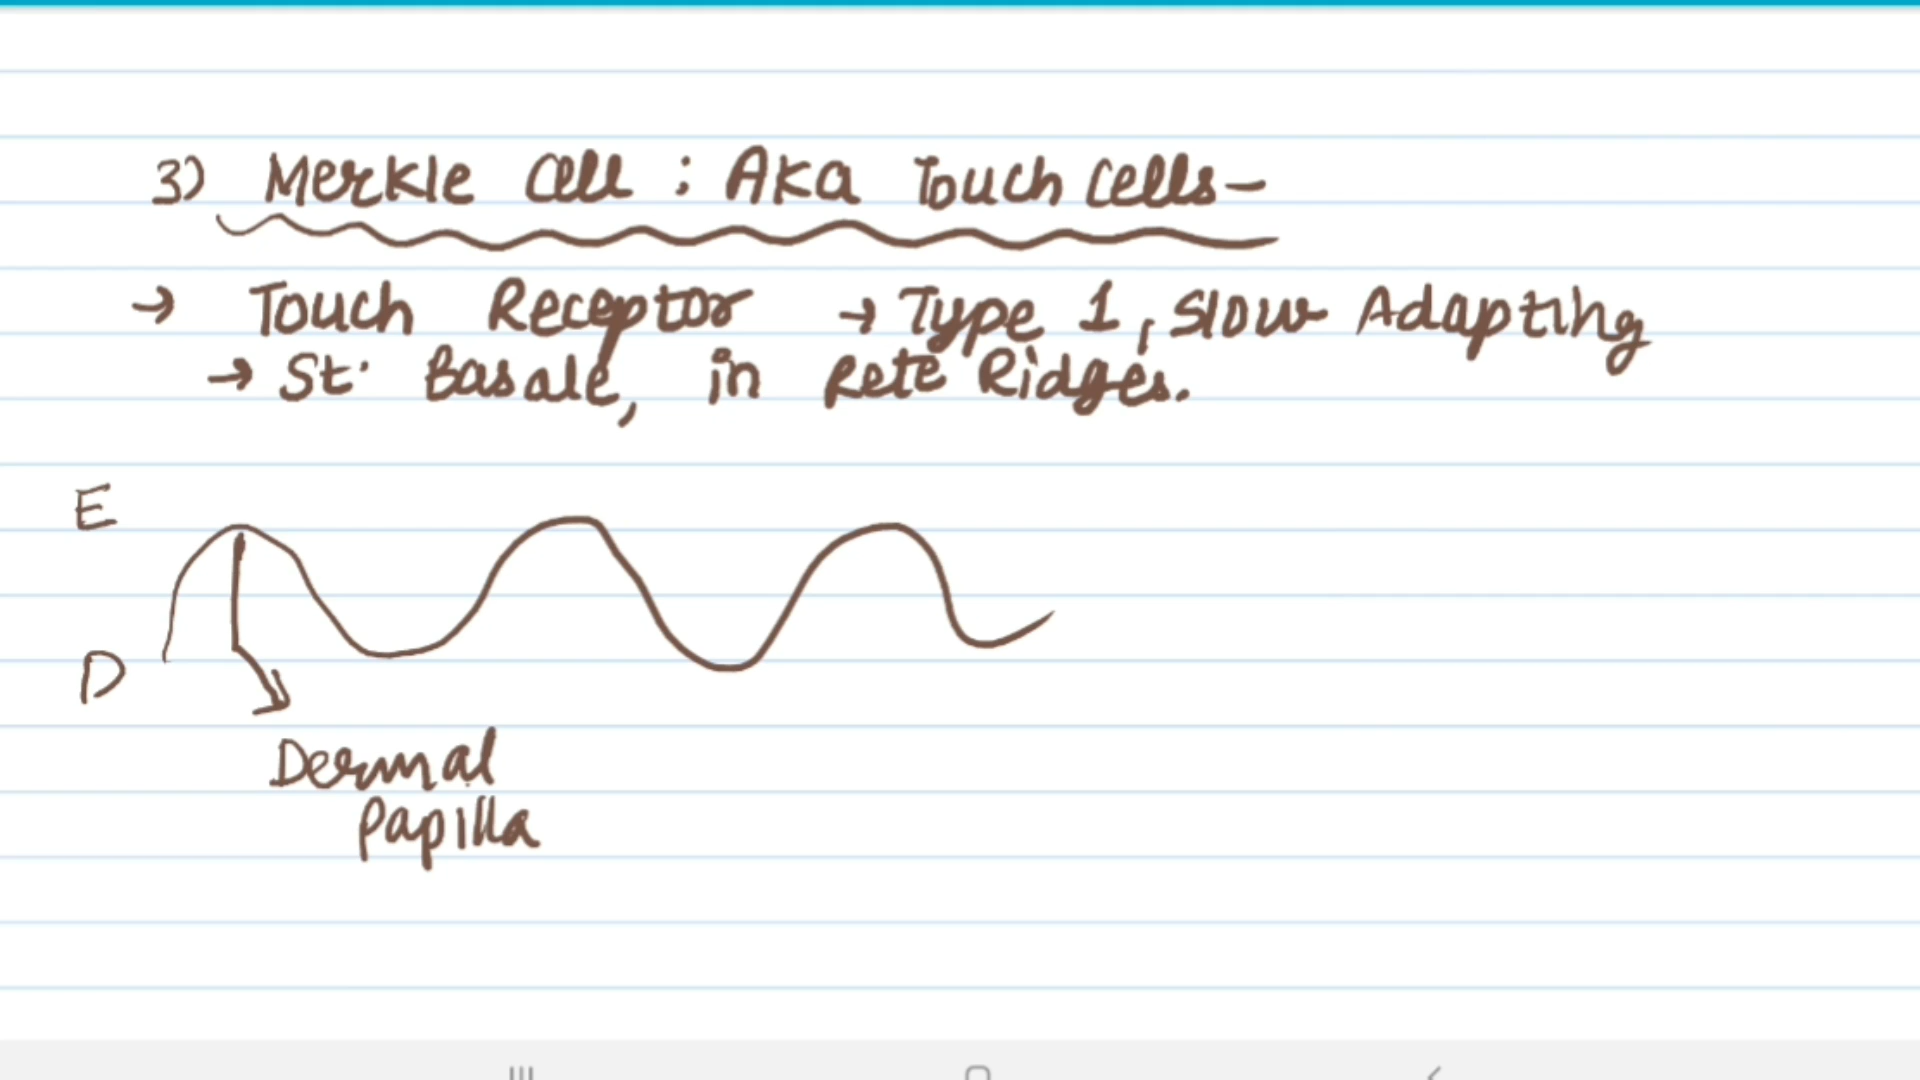 3) Merkle Cell : Aka Touch Cells-
→ Touch Receptor → Type 1, Slow Adapting
→ St. Basale, in Rete Ridges.
E
D
Dermal
Papilla